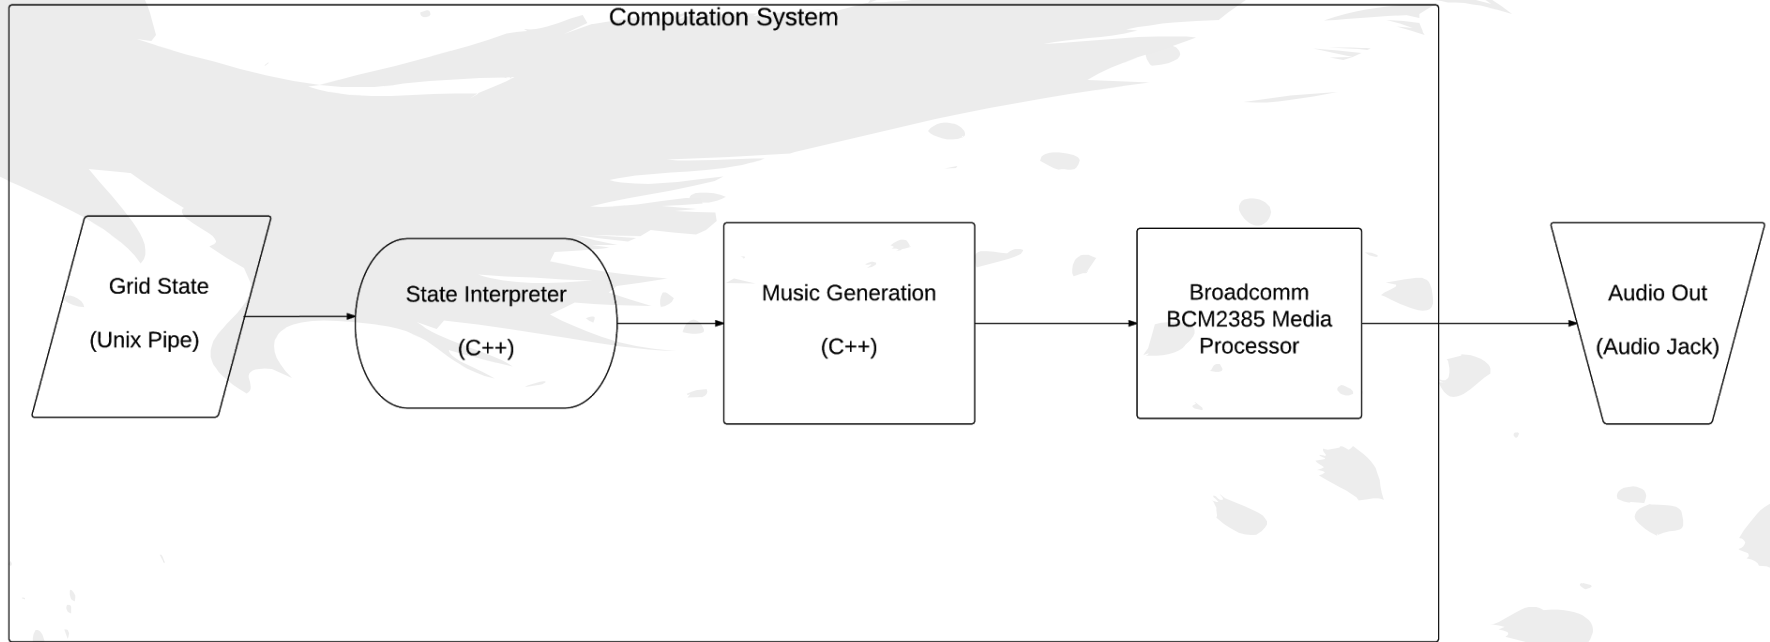 Computation System
Grid State
(Unix Pipe)
State Interpreter
(C++)
Music Generation
(C++)
Broadcomm
BCM2385 Media
Processor
Audio Out
(Audio Jack)